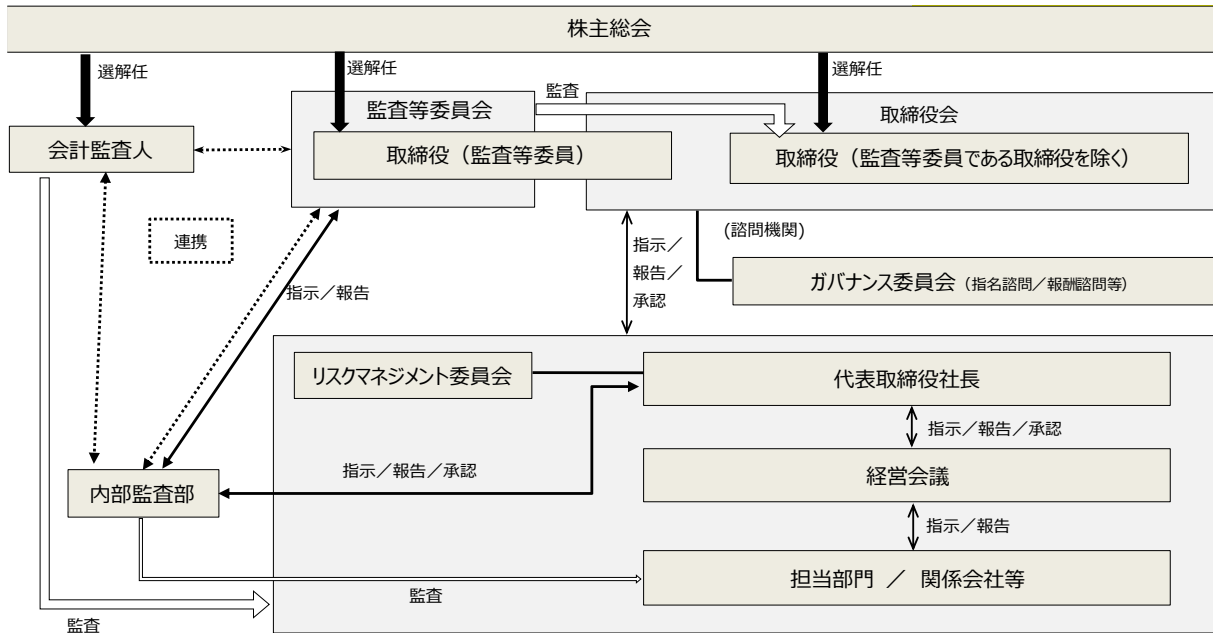 株主総会
選解任
選解任
選解任
監査
監査等委員会
取締役会
会計監査人
取締役（監査等委員）
取締役（監査等委員である取締役を除く）
連携
指示／報告
指示／
報告／
承認
(諮問機関)
ガバナンス委員会（指名諮問／報酬諮問等）
リスクマネジメント委員会
代表取締役社長
指示／報告／承認
指示／報告／承認
経営会議
内部監査部
指示／報告
担当部門 ／ 関係会社等
監査
監査